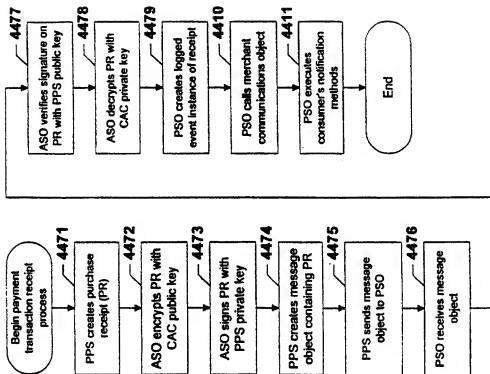 Begin payment
transaction receipt
process
4471
PPS creates purchase
receipt (PR)
4472
ASO encrypts PR with
CAC public key
4473
ASO signs PR with
PPS private key
4474
PPS creates message
object containing PR
4475
PPS sends message
object to PSO
4476
PSO receives message
object
4477
ASO verifies signature on
PR with PPS public key
4478
ASO decrypts PR with
CAC private key
4479
PSO creates logged
event instance of receipt
4410
PSO calls merchant
communications object
4411
PSO executes
consumer's notification
methods
End